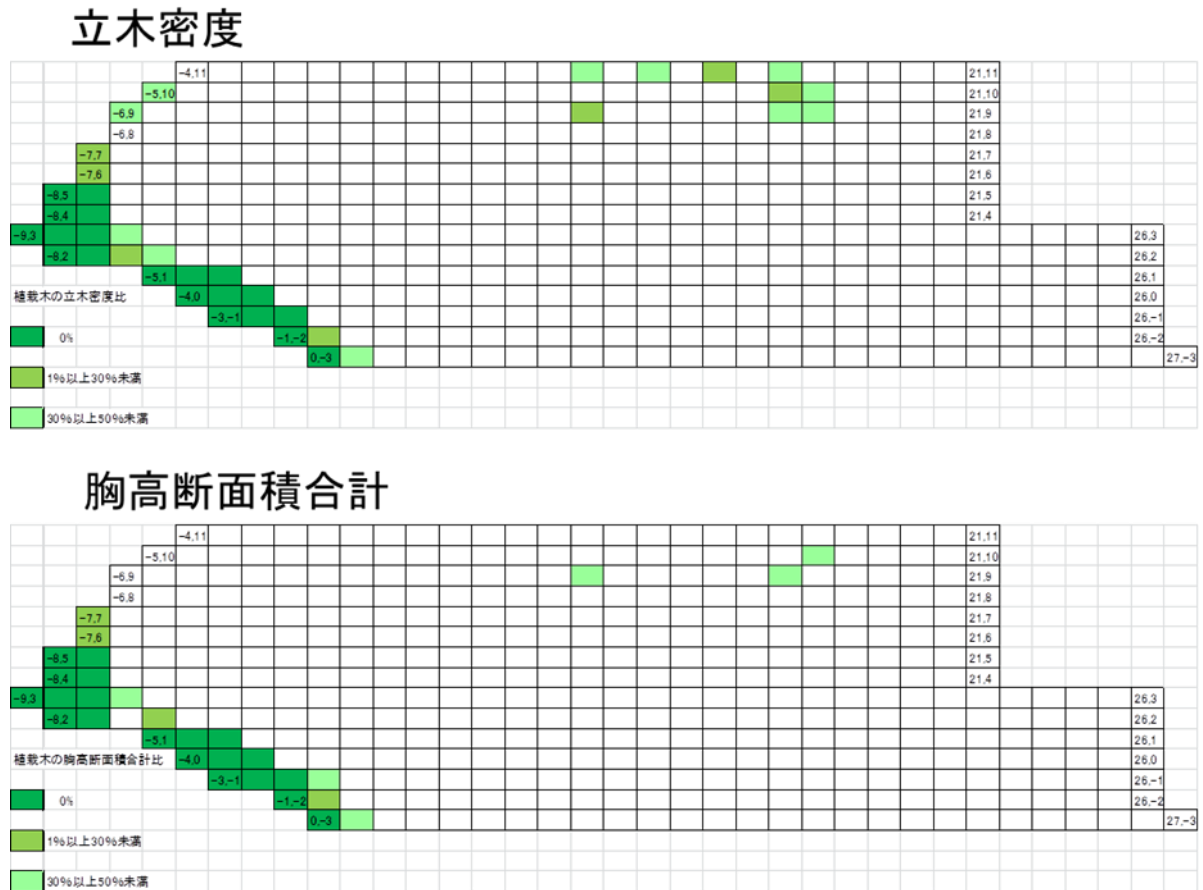 立木密度
-4,11 21,11
-5,10 21,10
-6,9 21,9
-6,8 21,8
-7,7 21,7
-7,6 21,6
-8,5 21,5
-8,4 21,4
-9,3 26,3
-8,2 26,2
-5,1 26,1
植栽木の立木密度比 -4,0 26,0
-3,-1 26,-1
0% -1,-2 26,-2
0,-3 27,-3
1%以上30%未満
30%以上50%未満
胸高断面積合計
-4,11 21,11
-5,10 21,10
-6,9 21,9
-6,8 21,8
-7,7 21,7
-7,6 21,6
-8,5 21,5
-8,4 21,4
-9,3 26,3
-8,2 26,2
-5,1 26,1
植栽木の胸高断面積合計比 -4,0 26,0
-3,-1 26,-1
0% -1,-2 26,-2
0,-3 27,-3
1%以上30%未満
30%以上50%未満